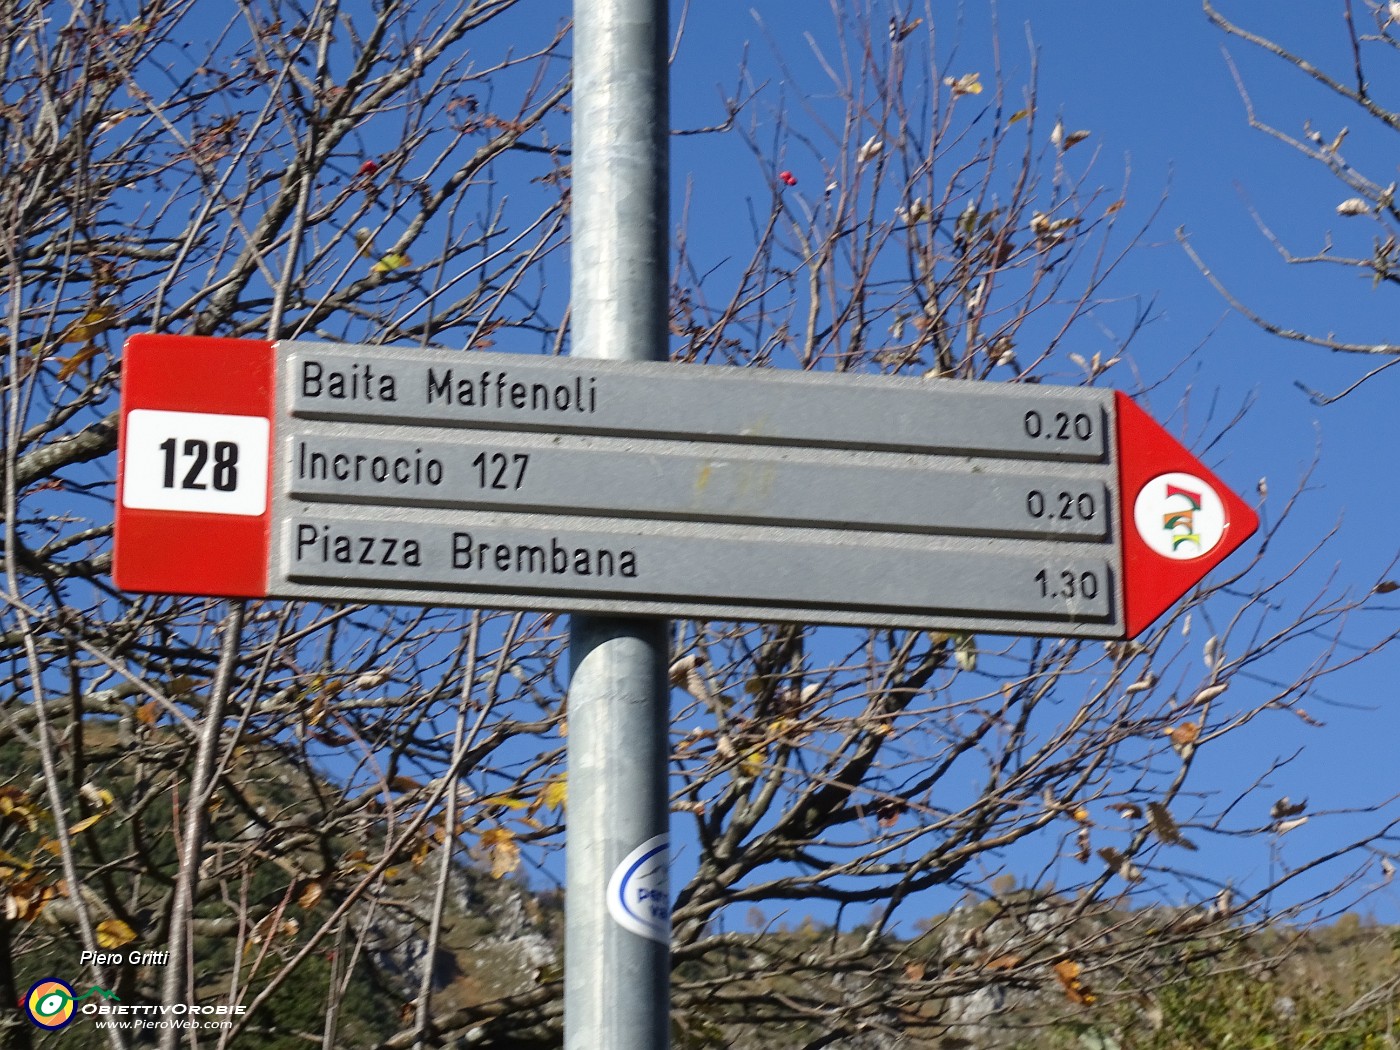 128
Baita Maffenoli 0.20
Incrocio 127 0.20
Piazza Brembana 1.30
Piero Gritti
OBIETTIVOROBIE
www.PieroWeb.com